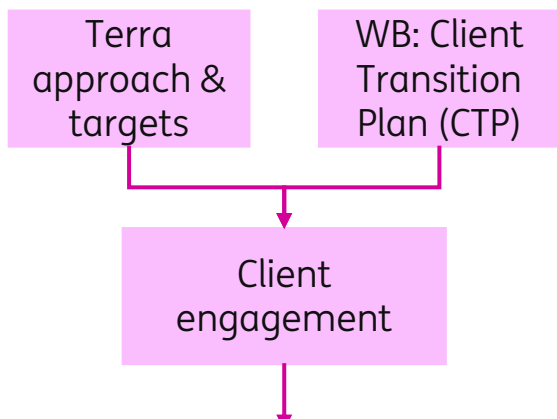 Terra
approach &
targets
WB: Client
Transition
Plan (CTP)
Client
engagement